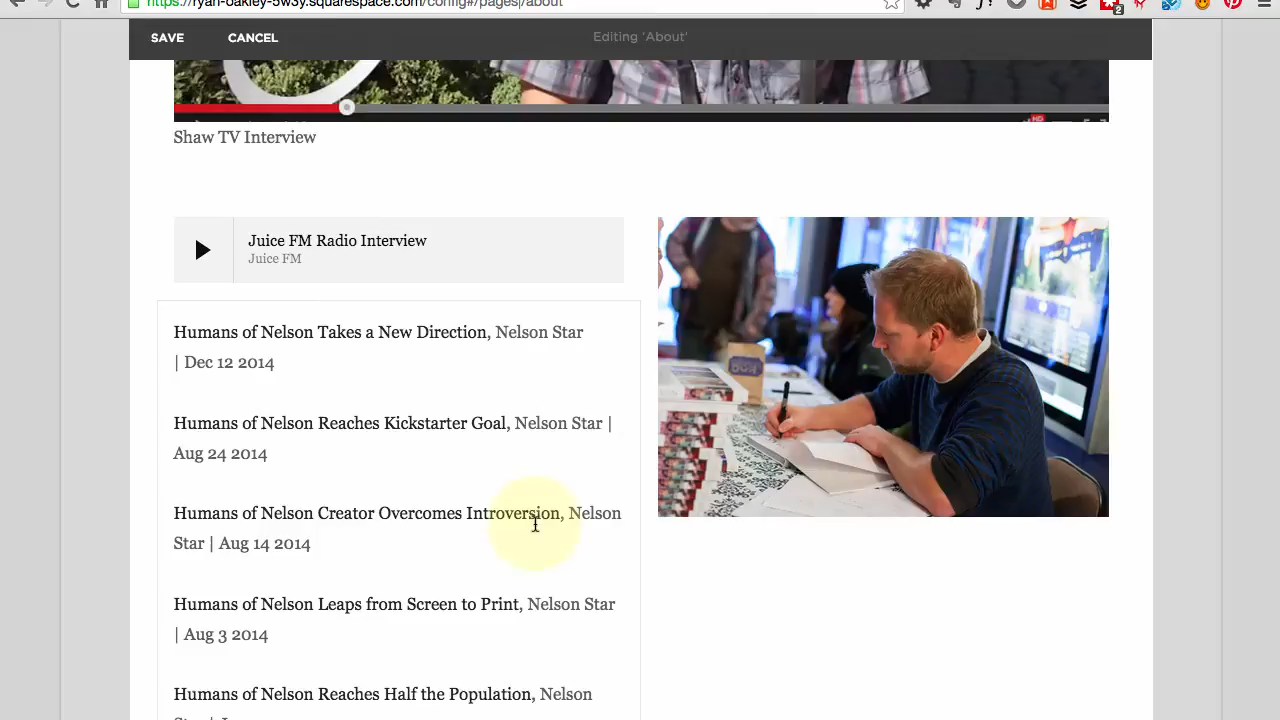 https://ryan-oakley-5w3y.squarespace.com/config#/pages|/about
2
SAVE
CANCEL
Editing 'About'
HD
Shaw TV Interview
Juice FM Radio Interview
Juice FM
Humans of Nelson Takes a New Direction, Nelson Star
| Dec 12 2014
Humans of Nelson Reaches Kickstarter Goal, Nelson Star |
Aug 24 2014
Humans of Nelson Creator Overcomes Introversion, Nelson
Star | Aug 14 2014
Humans of Nelson Leaps from Screen to Print, Nelson Star
| Aug 3 2014
Humans of Nelson Reaches Half the Population, Nelson